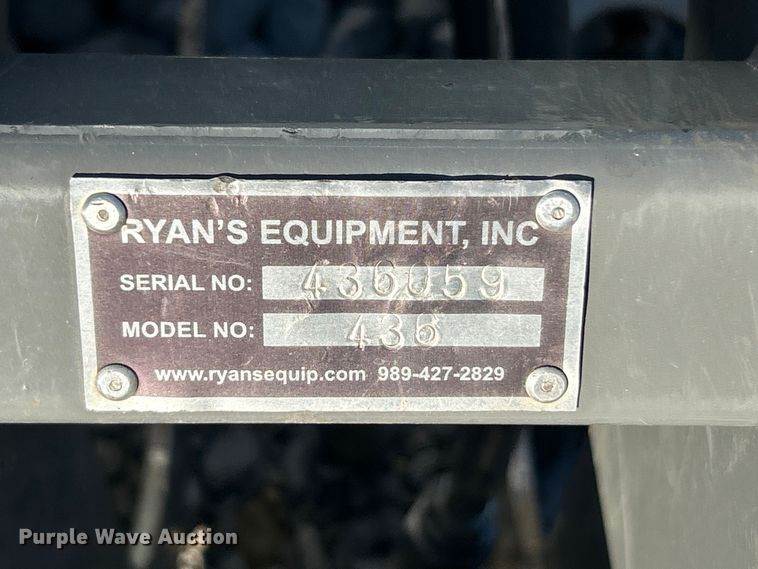 RYAN'S EQUIPMENT, INC
SERIAL NO: 436059
MODEL NO: 436
www.ryansequip.com 989-427-2829
Purple Wave Auction